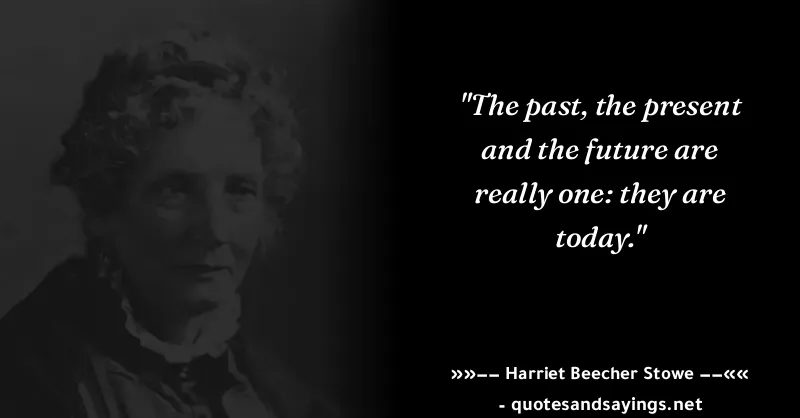 "The past, the present
and the future are
really one: they are
today."
»»–– Harriet Beecher Stowe ––««
- quotesandsayings.net